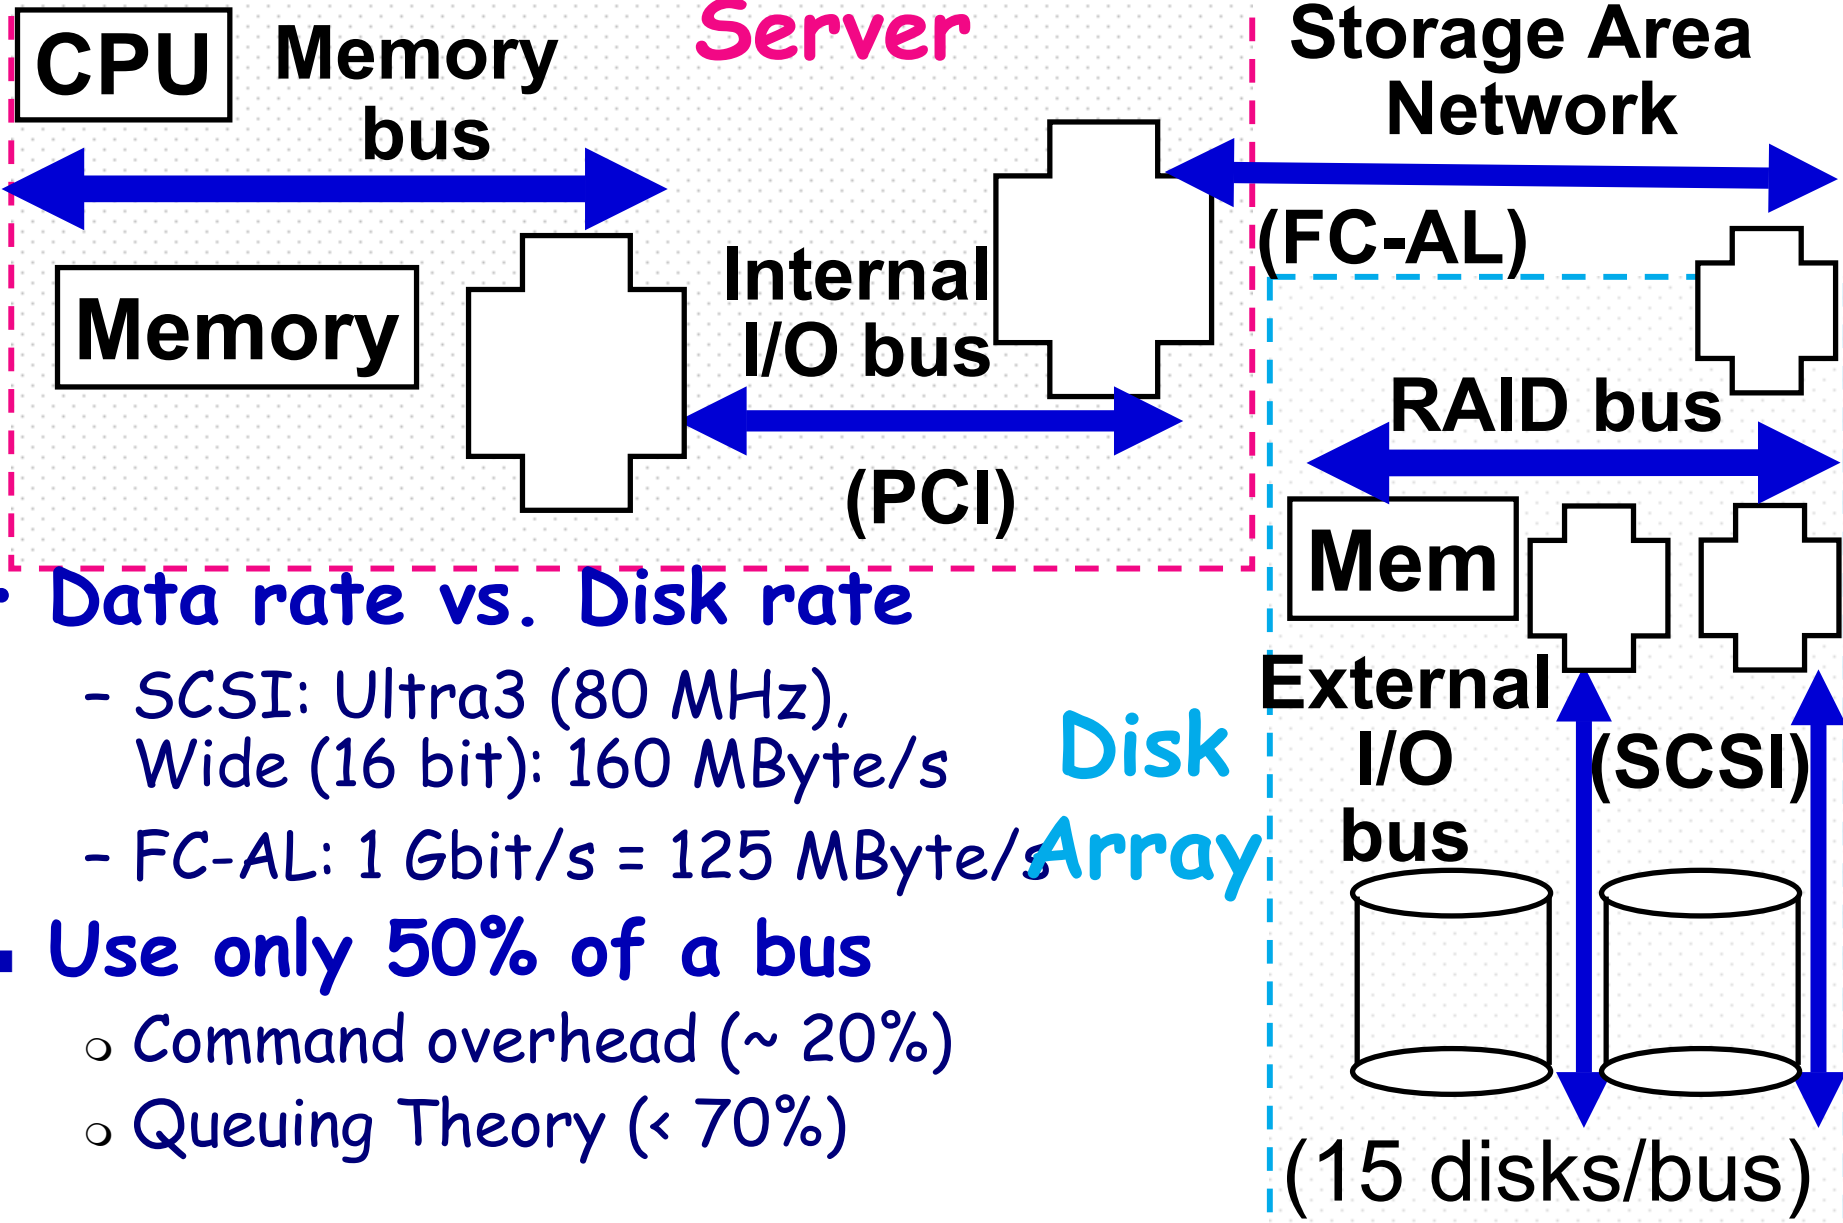 Server
CPU
Memory
bus
Memory
Internal
I/O bus
(PCI)
Storage Area
Network
(FC-AL)
RAID bus
Mem
External
I/O
bus
(SCSI)
(15 disks/bus)
Disk
Array
• Data rate vs. Disk rate
– SCSI: Ultra3 (80 MHz),
Wide (16 bit): 160 MByte/s
– FC-AL: 1 Gbit/s = 125 MByte/s
▪ Use only 50% of a bus
○ Command overhead (~ 20%)
○ Queuing Theory (< 70%)